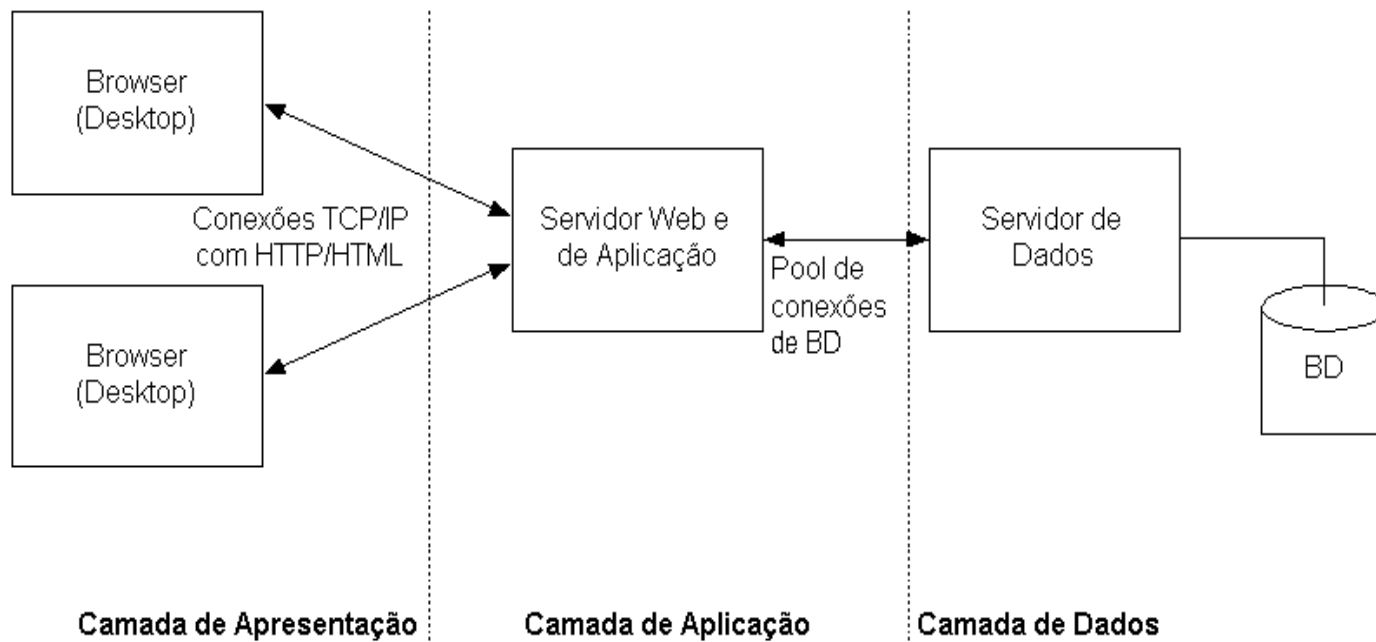 Browser
(Desktop)
Conexões TCP/IP
com HTTP/HTML
Browser
(Desktop)
Servidor Web e
de Aplicação
Pool de
conexões
de BD
Servidor de
Dados
BD
Camada de Apresentação
Camada de Aplicação
Camada de Dados